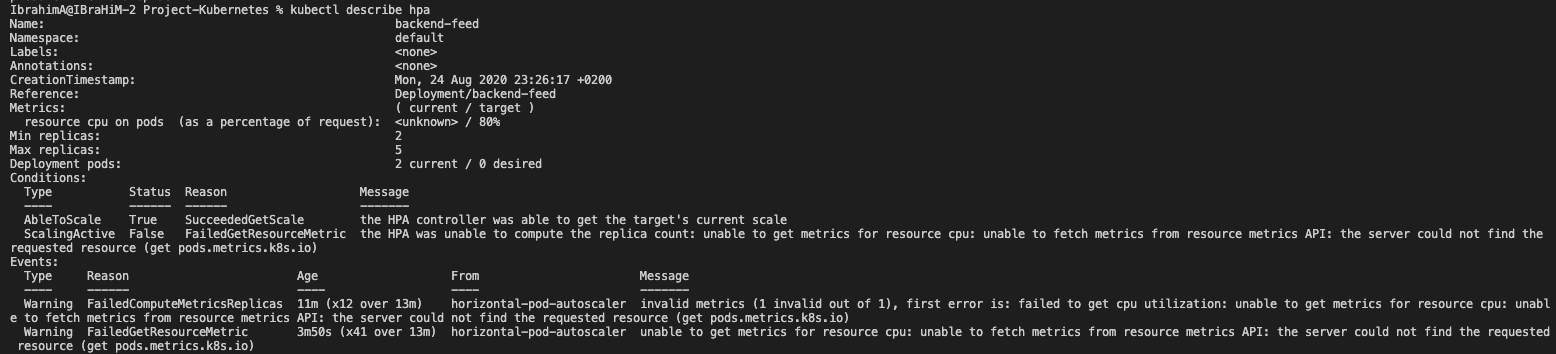 IbrahimA@IBraHiM-2 Project-Kubernetes % kubectl describe hpa
Name:                                                  backend-feed
Namespace:                                             default
Labels:                                                <none>
Annotations:                                           <none>
CreationTimestamp:                                     Mon, 24 Aug 2020 23:26:17 +0200
Reference:                                             Deployment/backend-feed
Metrics:                                               ( current / target )
  resource cpu on pods  (as a percentage of request):  <unknown> / 80%
Min replicas:                                          2
Max replicas:                                          5
Deployment pods:                                       2 current / 0 desired
Conditions:
  Type           Status  Reason                   Message
  ----           ------  ------                   -------
  AbleToScale    True    SucceededGetScale        the HPA controller was able to get the target's current scale
  ScalingActive  False   FailedGetResourceMetric  the HPA was unable to compute the replica count: unable to get metrics for resource cpu: unable to fetch metrics from resource metrics API: the server could not find the
requested resource (get pods.metrics.k8s.io)
Events:
  Type     Reason                        Age                   From                       Message
  ----     ------                        ----                  ----                       -------
  Warning  FailedComputeMetricsReplicas  11m (x12 over 13m)    horizontal-pod-autoscaler  invalid metrics (1 invalid out of 1), first error is: failed to get cpu utilization: unable to get metrics for resource cpu: unabl
e to fetch metrics from resource metrics API: the server could not find the requested resource (get pods.metrics.k8s.io)
  Warning  FailedGetResourceMetric       3m50s (x41 over 13m)  horizontal-pod-autoscaler  unable to get metrics for resource cpu: unable to fetch metrics from resource metrics API: the server could not find the requested
 resource (get pods.metrics.k8s.io)